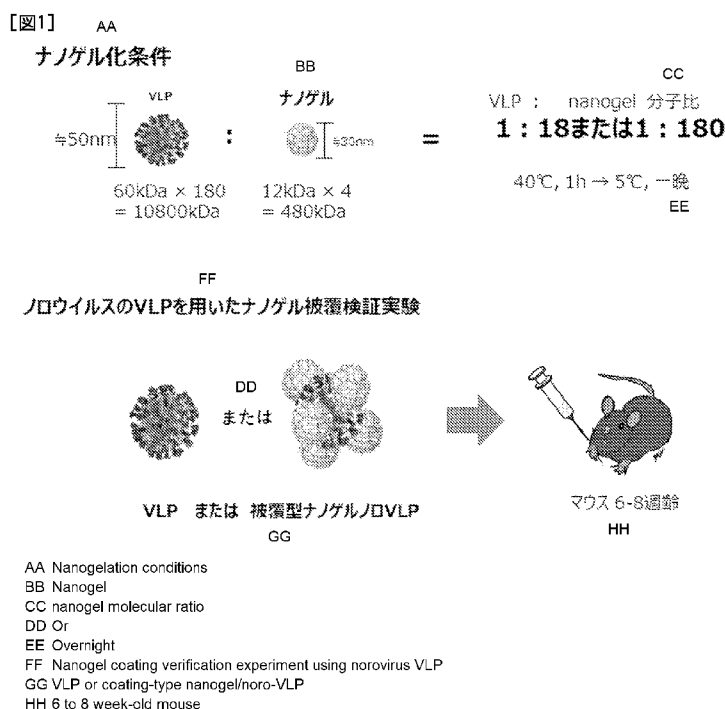 [図1]
AA
ナノゲル化条件
BB
CC
VLP
ナノゲル
VLP : nanogel 分子比
≒50nm
:
≒30nm
=
1:18または1:180
60kDa × 180
= 10800kDa
12kDa × 4
= 480kDa
40℃, 1h → 5℃, 一晩
EE
FF
ノロウイルスのVLPを用いたナノゲル被覆検証実験
DD
または
VLP または 被覆型ナノゲルノロVLP
GG
マウス 6-8週齢
HH
AA Nanogelation conditions
BB Nanogel
CC nanogel molecular ratio
DD Or
EE Overnight
FF Nanogel coating verification experiment using norovirus VLP
GG VLP or coating-type nanogel/noro-VLP
HH 6 to 8 week-old mouse